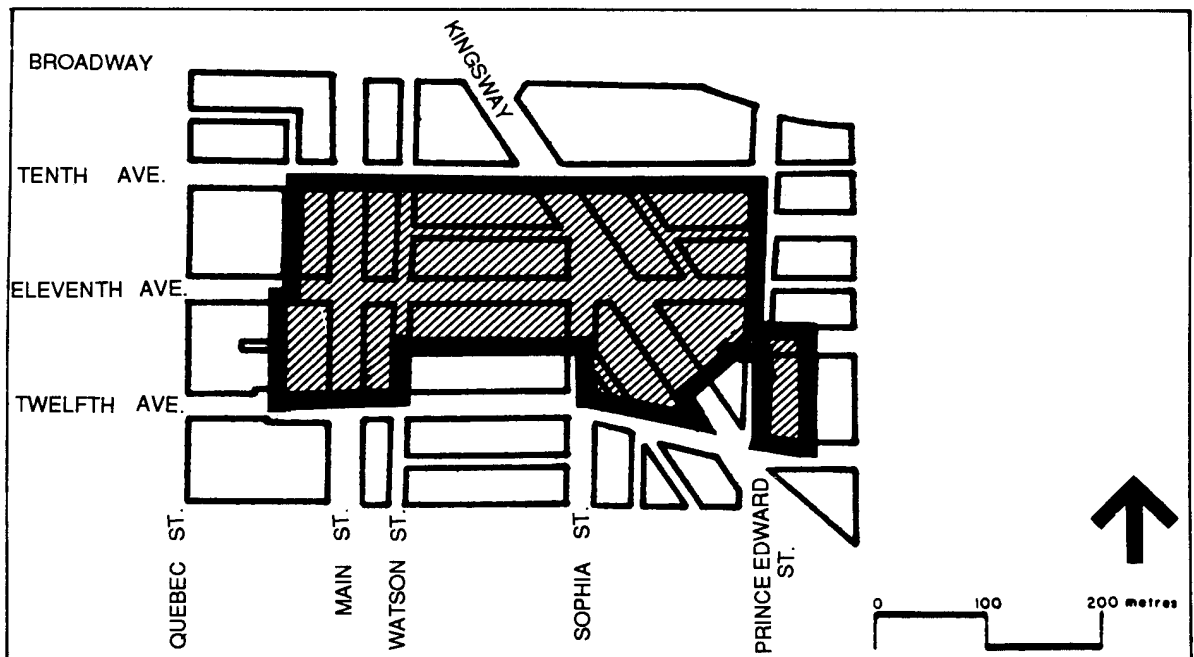 BROADWAY
KINGSWAY
TENTH AVE.
ELEVENTH AVE.
TWELFTH AVE.
QUEBEC ST.
MAIN ST.
WATSON ST.
SOPHIA ST.
PRINCE EDWARD
ST.
0 100 200 metres